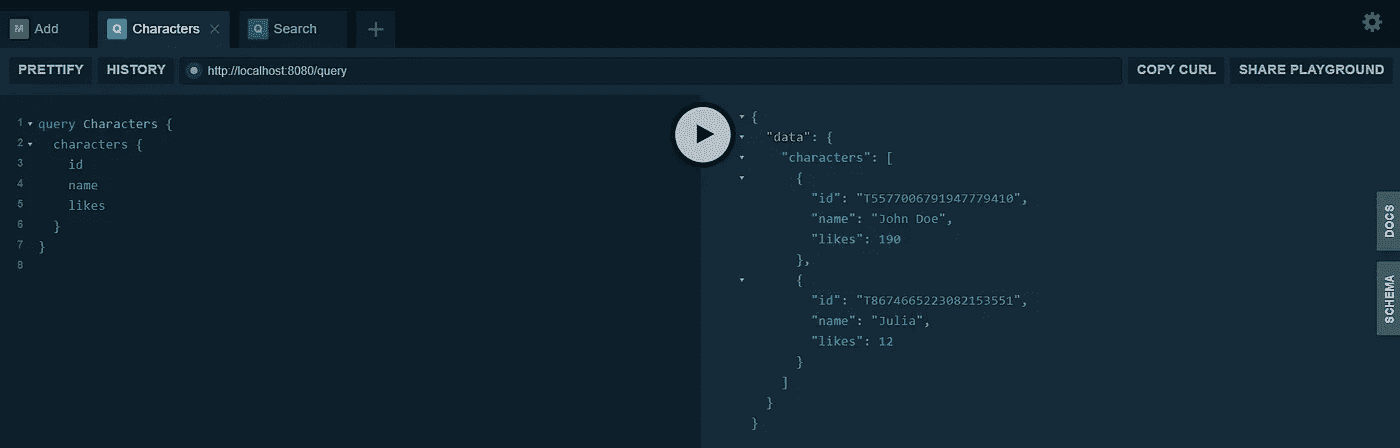 M Add Q Characters Q Search
PRETTIFY HISTORY http://localhost:8080/query COPY CURL SHARE PLAYGROUND
1 query Characters {
2 characters {
3 id
4 name
5 likes
6 }
7 }
8
{
"data": {
"characters": [
{
"id": "T5577006791947779410",
"name": "John Doe",
"likes": 190
},
{
"id": "T8674665223082153551",
"name": "Julia",
"likes": 12
}
]
}
}
DOCS
SCHEMA